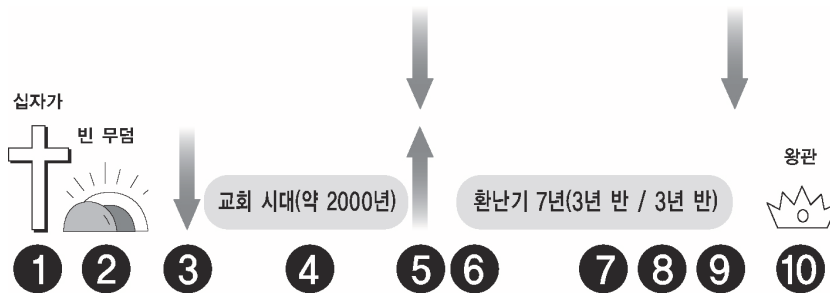 십자가
빈 무덤
왕관
교회 시대(약 2000년)
환난기 7년(3년 반 / 3년 반)
1 2 3 4 5 6 7 8 9 10